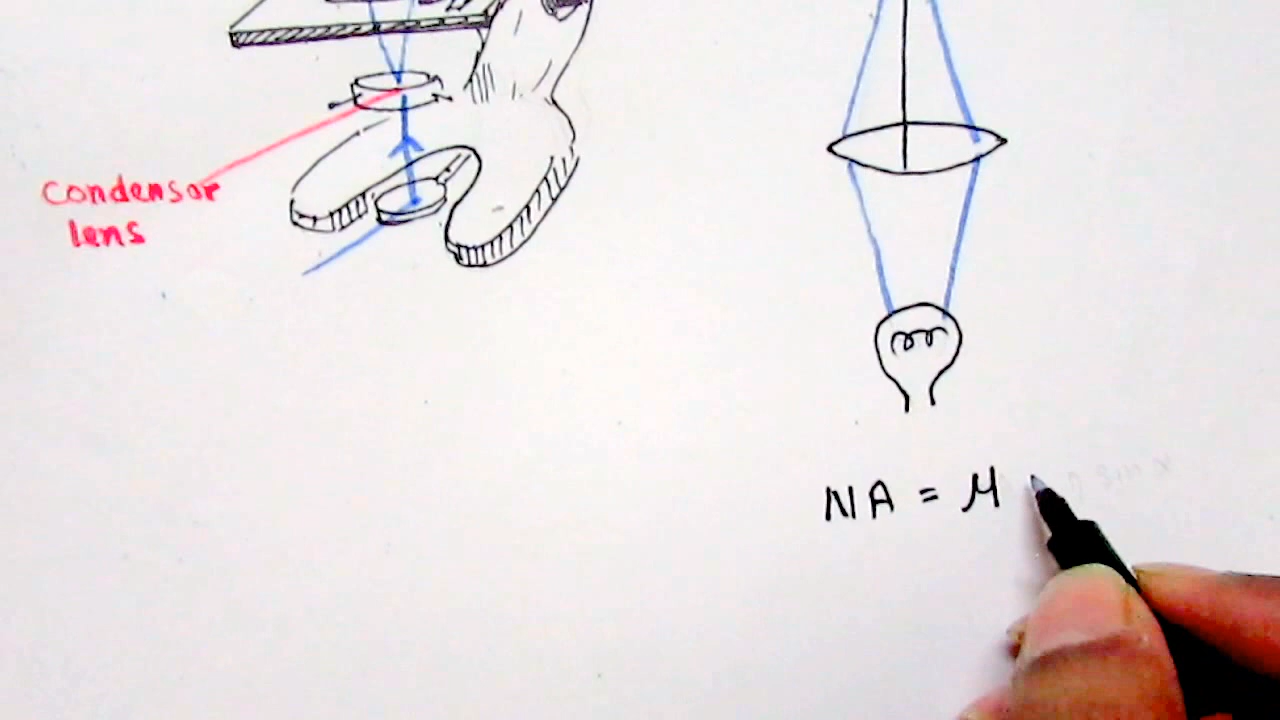 Condensor
lens
NA = μ